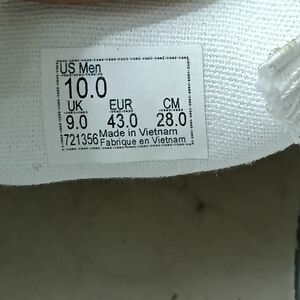 US Men
10.0
UK EUR CM
9.0 43.0 28.0
721356 Made in Vietnam
Fabrique en Vietnam